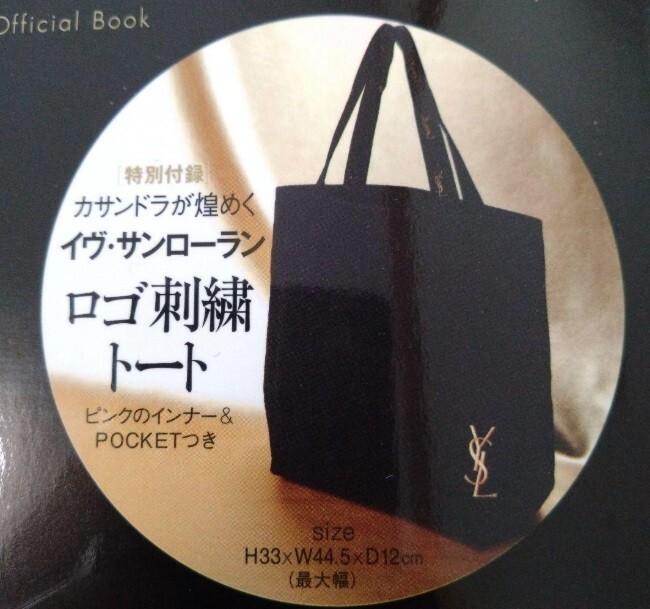 Official Book
特別付録
カサンドラが煌めく
イヴ・サンローラン
ロゴ刺繍
トート
ピンクのインナー&
POCKETつき
YSL
size
H33×W44.5×D12cm
(最大幅)